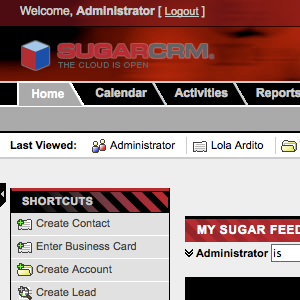 Welcome, Administrator [ Logout ]
SUGARCRM.
THE CLOUD IS OPEN
Home Calendar Activities Reports
Last Viewed: Administrator Lola Ardito
SHORTCUTS
Create Contact
Enter Business Card
Create Account
Create Lead
MY SUGAR FEED
Administrator is